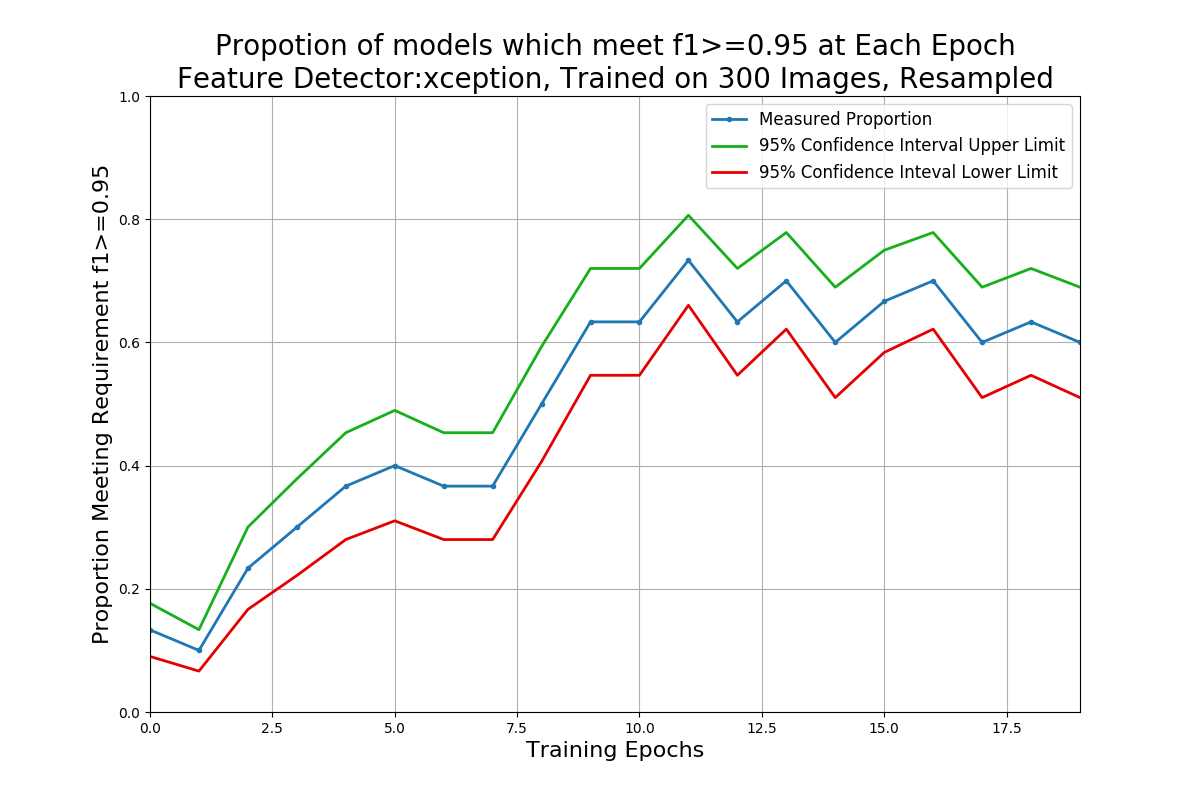 Propotion of models which meet f1>=0.95 at Each Epoch
Feature Detector:xception, Trained on 300 Images, Resampled
Measured Proportion
95% Confidence Interval Upper Limit
95% Confidence Inteval Lower Limit
Proportion Meeting Requirement f1>=0.95
1.0
0.8
0.6
0.4
0.2
0.0
0.0 2.5 5.0 7.5 10.0 12.5 15.0 17.5
Training Epochs